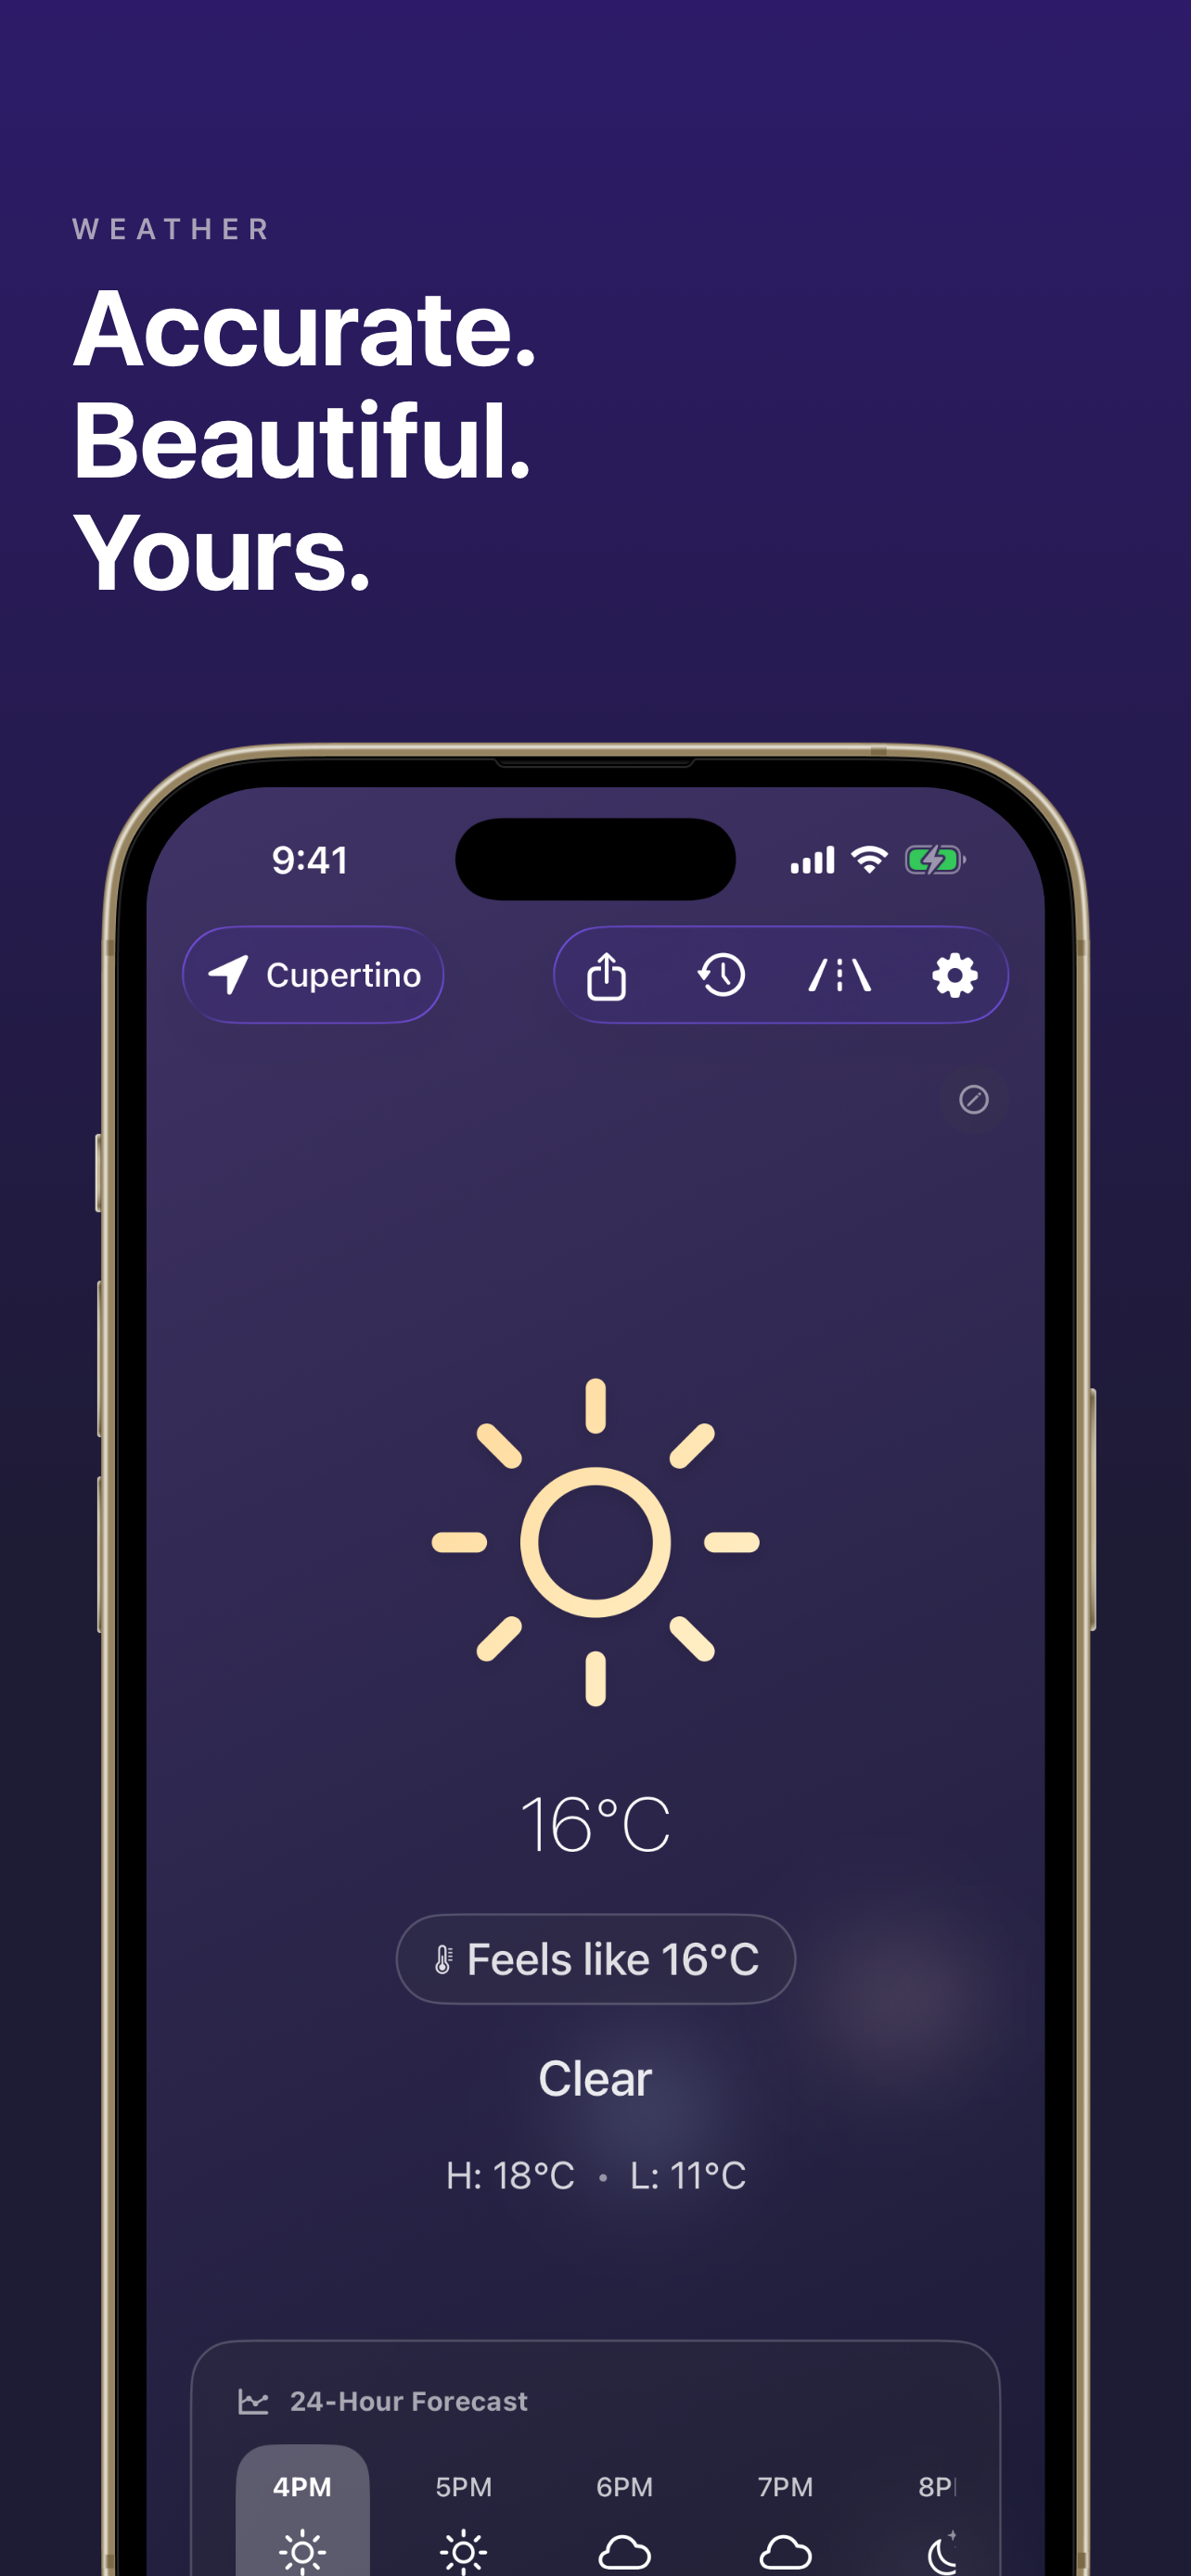 WEATHER
Accurate.
Beautiful.
Yours.
9:41
Cupertino
16°C
Feels like 16°C
Clear
H: 18°C • L: 11°C
24-Hour Forecast
4PM 5PM 6PM 7PM 8P